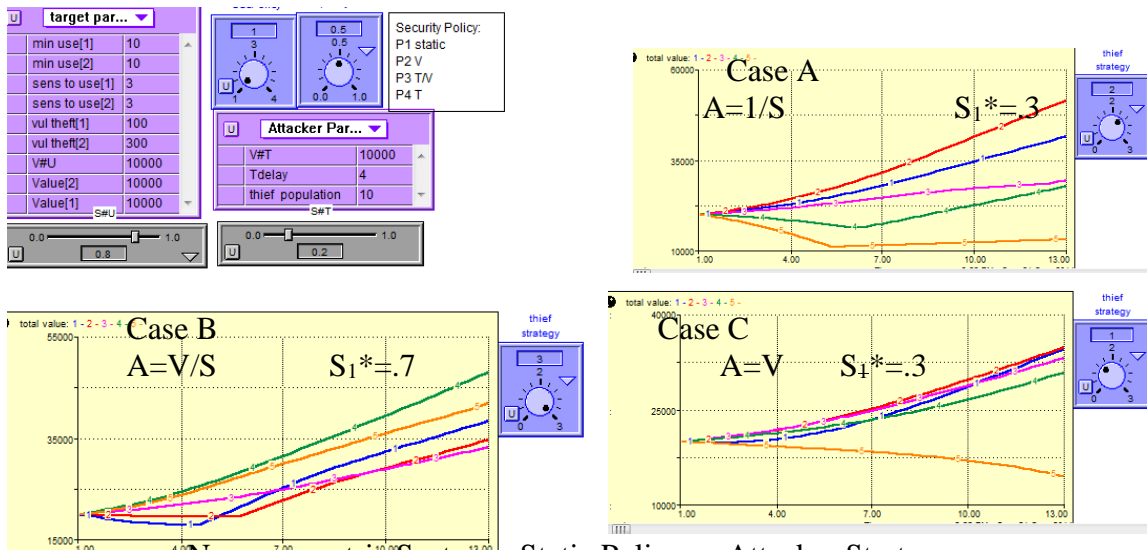 U target par...
min use[1] 10
min use[2] 10
sens to use[1] 3
sens to use[2] 3
vul theft[1] 100
vul theft[2] 300
V#U 10000
Value[2] 10000
Value[1] 10000
S#U
0.0 1.0
U 0.8
1
3
U
1 4
0.5
0.5
0.0 1.0
Security Policy:
P1 static
P2 V
P3 T/V
P4 T
U Attacker Par...
V#T 10000
Tdelay 4
thief population 10
S#T
0.0 1.0
U 0.2
total value: 1 - 2 - 3 - 4 - 5 -
60000
35000
10000
Case A
A=1/S S1*=.3
1.00 4.00 7.00 10.00 13.00
thief
strategy
2
2
U
0 3
total value: 1 - 2 - 3 - 4 - 5 -
55000
35000
15000
Case B
A=V/S S1*=.7
1.00 4.00 7.00 10.00 13.00
thief
strategy
3
2
U
0 3
total value: 1 - 2 - 3 - 4 - 5 -
40000
25000
10000
Case C
A=V S1*=.3
1.00 4.00 7.00 10.00 13.00
thief
strategy
1
2
U
0 3